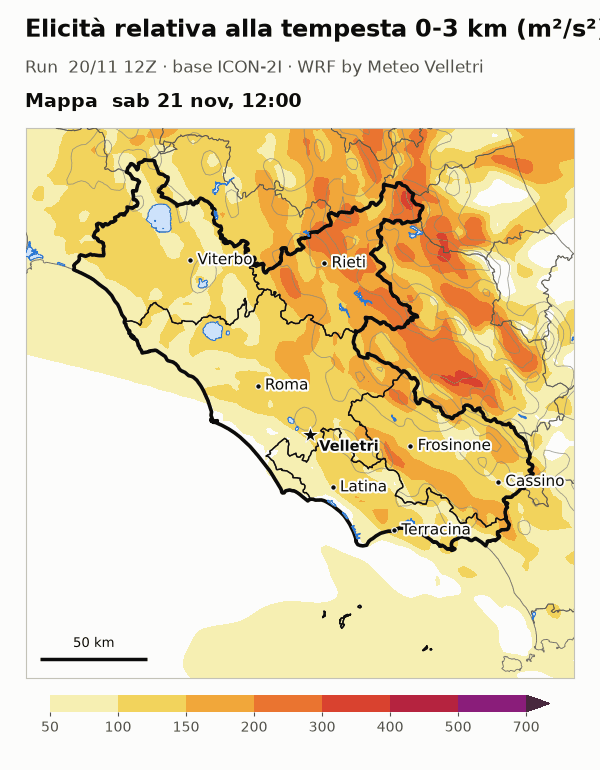 Elicità relativa alla tempesta 0-3 km (m²/s²)
Run 20/11 12Z · base ICON-2I · WRF by Meteo Velletri
Mappa sab 21 nov, 12:00
Viterbo
Rieti
Roma
Velletri
Frosinone
Cassino
Latina
Terracina
50 km
50 100 150 200 300 400 500 700